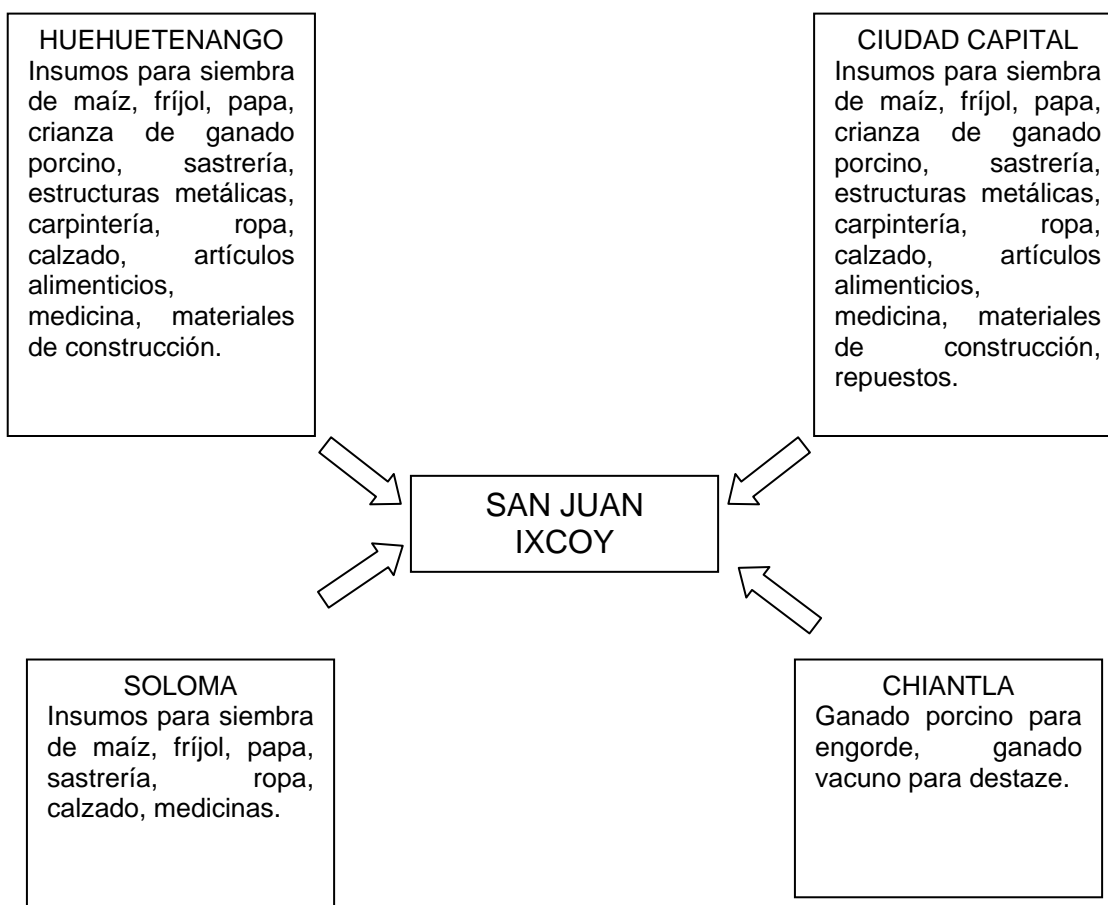 HUEHUETENANGO
Insumos para siembra
de maíz, fríjol, papa,
crianza de ganado
porcino, sastrería,
estructuras metálicas,
carpintería, ropa,
calzado, artículos
alimenticios,
medicina, materiales
de construcción.
CIUDAD CAPITAL
Insumos para siembra
de maíz, fríjol, papa,
crianza de ganado
porcino, sastrería,
estructuras metálicas,
carpintería, ropa,
calzado, artículos
alimenticios,
medicina, materiales
de construcción,
repuestos.
SAN JUAN
IXCOY
SOLOMA
Insumos para siembra
de maíz, fríjol, papa,
sastrería, ropa,
calzado, medicinas.
CHIANTLA
Ganado porcino para
engorde, ganado
vacuno para destaze.